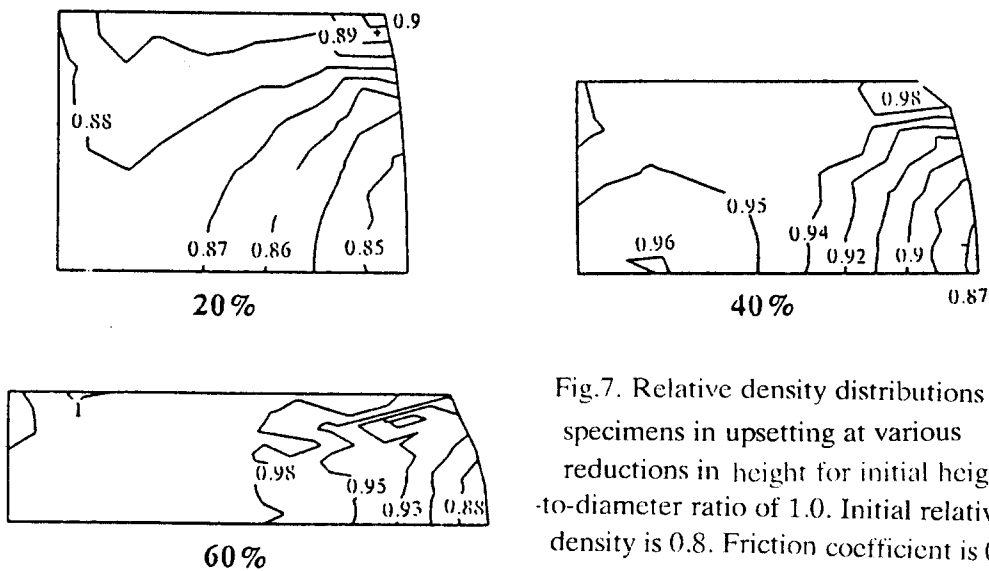 0.9
0.89
0.88
0.87 0.86 0.85
20%
0.98
0.95
0.94
0.96
0.92 0.9
0.87
40%
1
0.98
0.95
0.93 0.88
60%
Fig.7. Relative density distributions
specimens in upsetting at various
reductions in height for initial heig
-to-diameter ratio of 1.0. Initial relativ
density is 0.8. Friction coefficient is